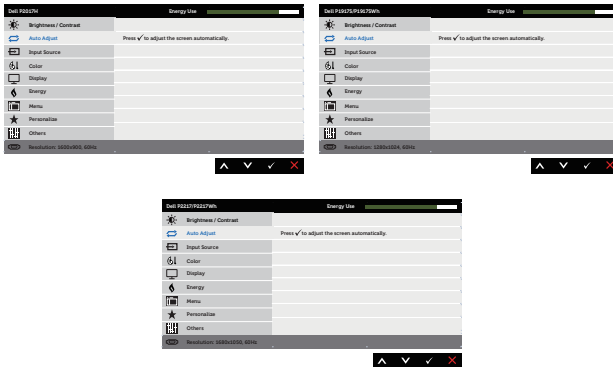 Dell P2017H Energy Use
Brightness / Contrast
Auto Adjust Press ✓ to adjust the screen automatically.
Input Source
Color
Display
Energy
Menu
Personalize
Others
Resolution: 1600x900, 60Hz
Dell P1917S/P1917SWh Energy Use
Brightness / Contrast
Auto Adjust Press ✓ to adjust the screen automatically.
Input Source
Color
Display
Energy
Menu
Personalize
Others
Resolution: 1280x1024, 60Hz
Dell P2217/P2217Wh Energy Use
Brightness / Contrast
Auto Adjust Press ✓ to adjust the screen automatically.
Input Source
Color
Display
Energy
Menu
Personalize
Others
Resolution: 1680x1050, 60Hz